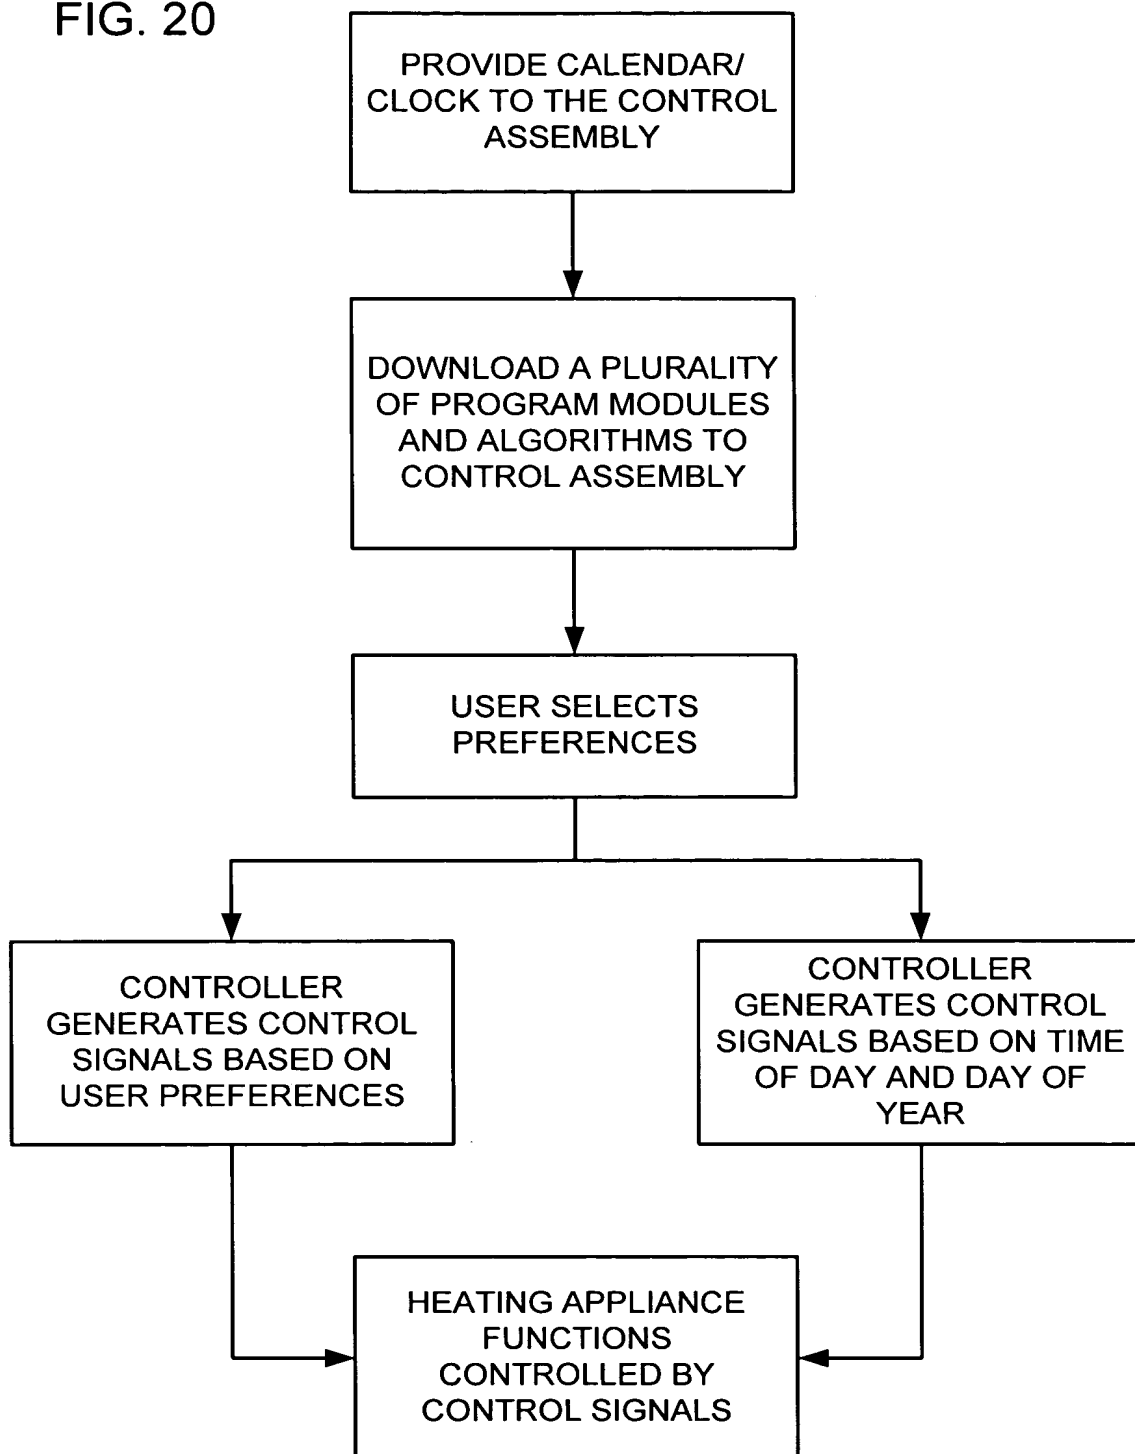 FIG. 20
PROVIDE CALENDAR/
CLOCK TO THE CONTROL
ASSEMBLY
DOWNLOAD A PLURALITY
OF PROGRAM MODULES
AND ALGORITHMS TO
CONTROL ASSEMBLY
USER SELECTS
PREFERENCES
CONTROLLER
GENERATES CONTROL
SIGNALS BASED ON
USER PREFERENCES
CONTROLLER
GENERATES CONTROL
SIGNALS BASED ON TIME
OF DAY AND DAY OF
YEAR
HEATING APPLIANCE
FUNCTIONS
CONTROLLED BY
CONTROL SIGNALS